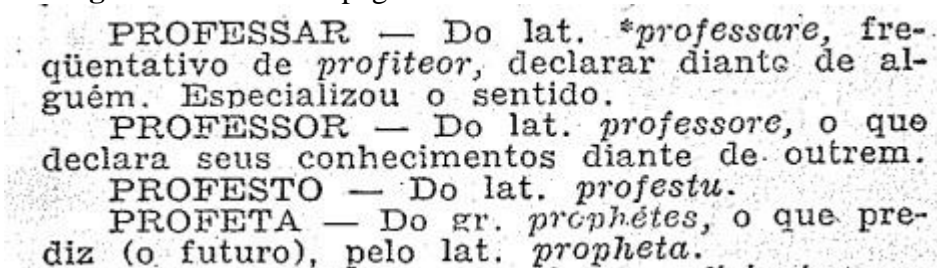 PROFESSAR — Do lat. *professare, fre-
qüentativo de profiteor, declarar diante de al-
guém. Especializou o sentido.
PROFESSOR — Do lat. professore, o que
declara seus conhecimentos diante de outrem.
PROFESTO — Do lat. profestu.
PROFETA — Do gr. prophétes, o que pre-
diz (o futuro), pelo lat. propheta.